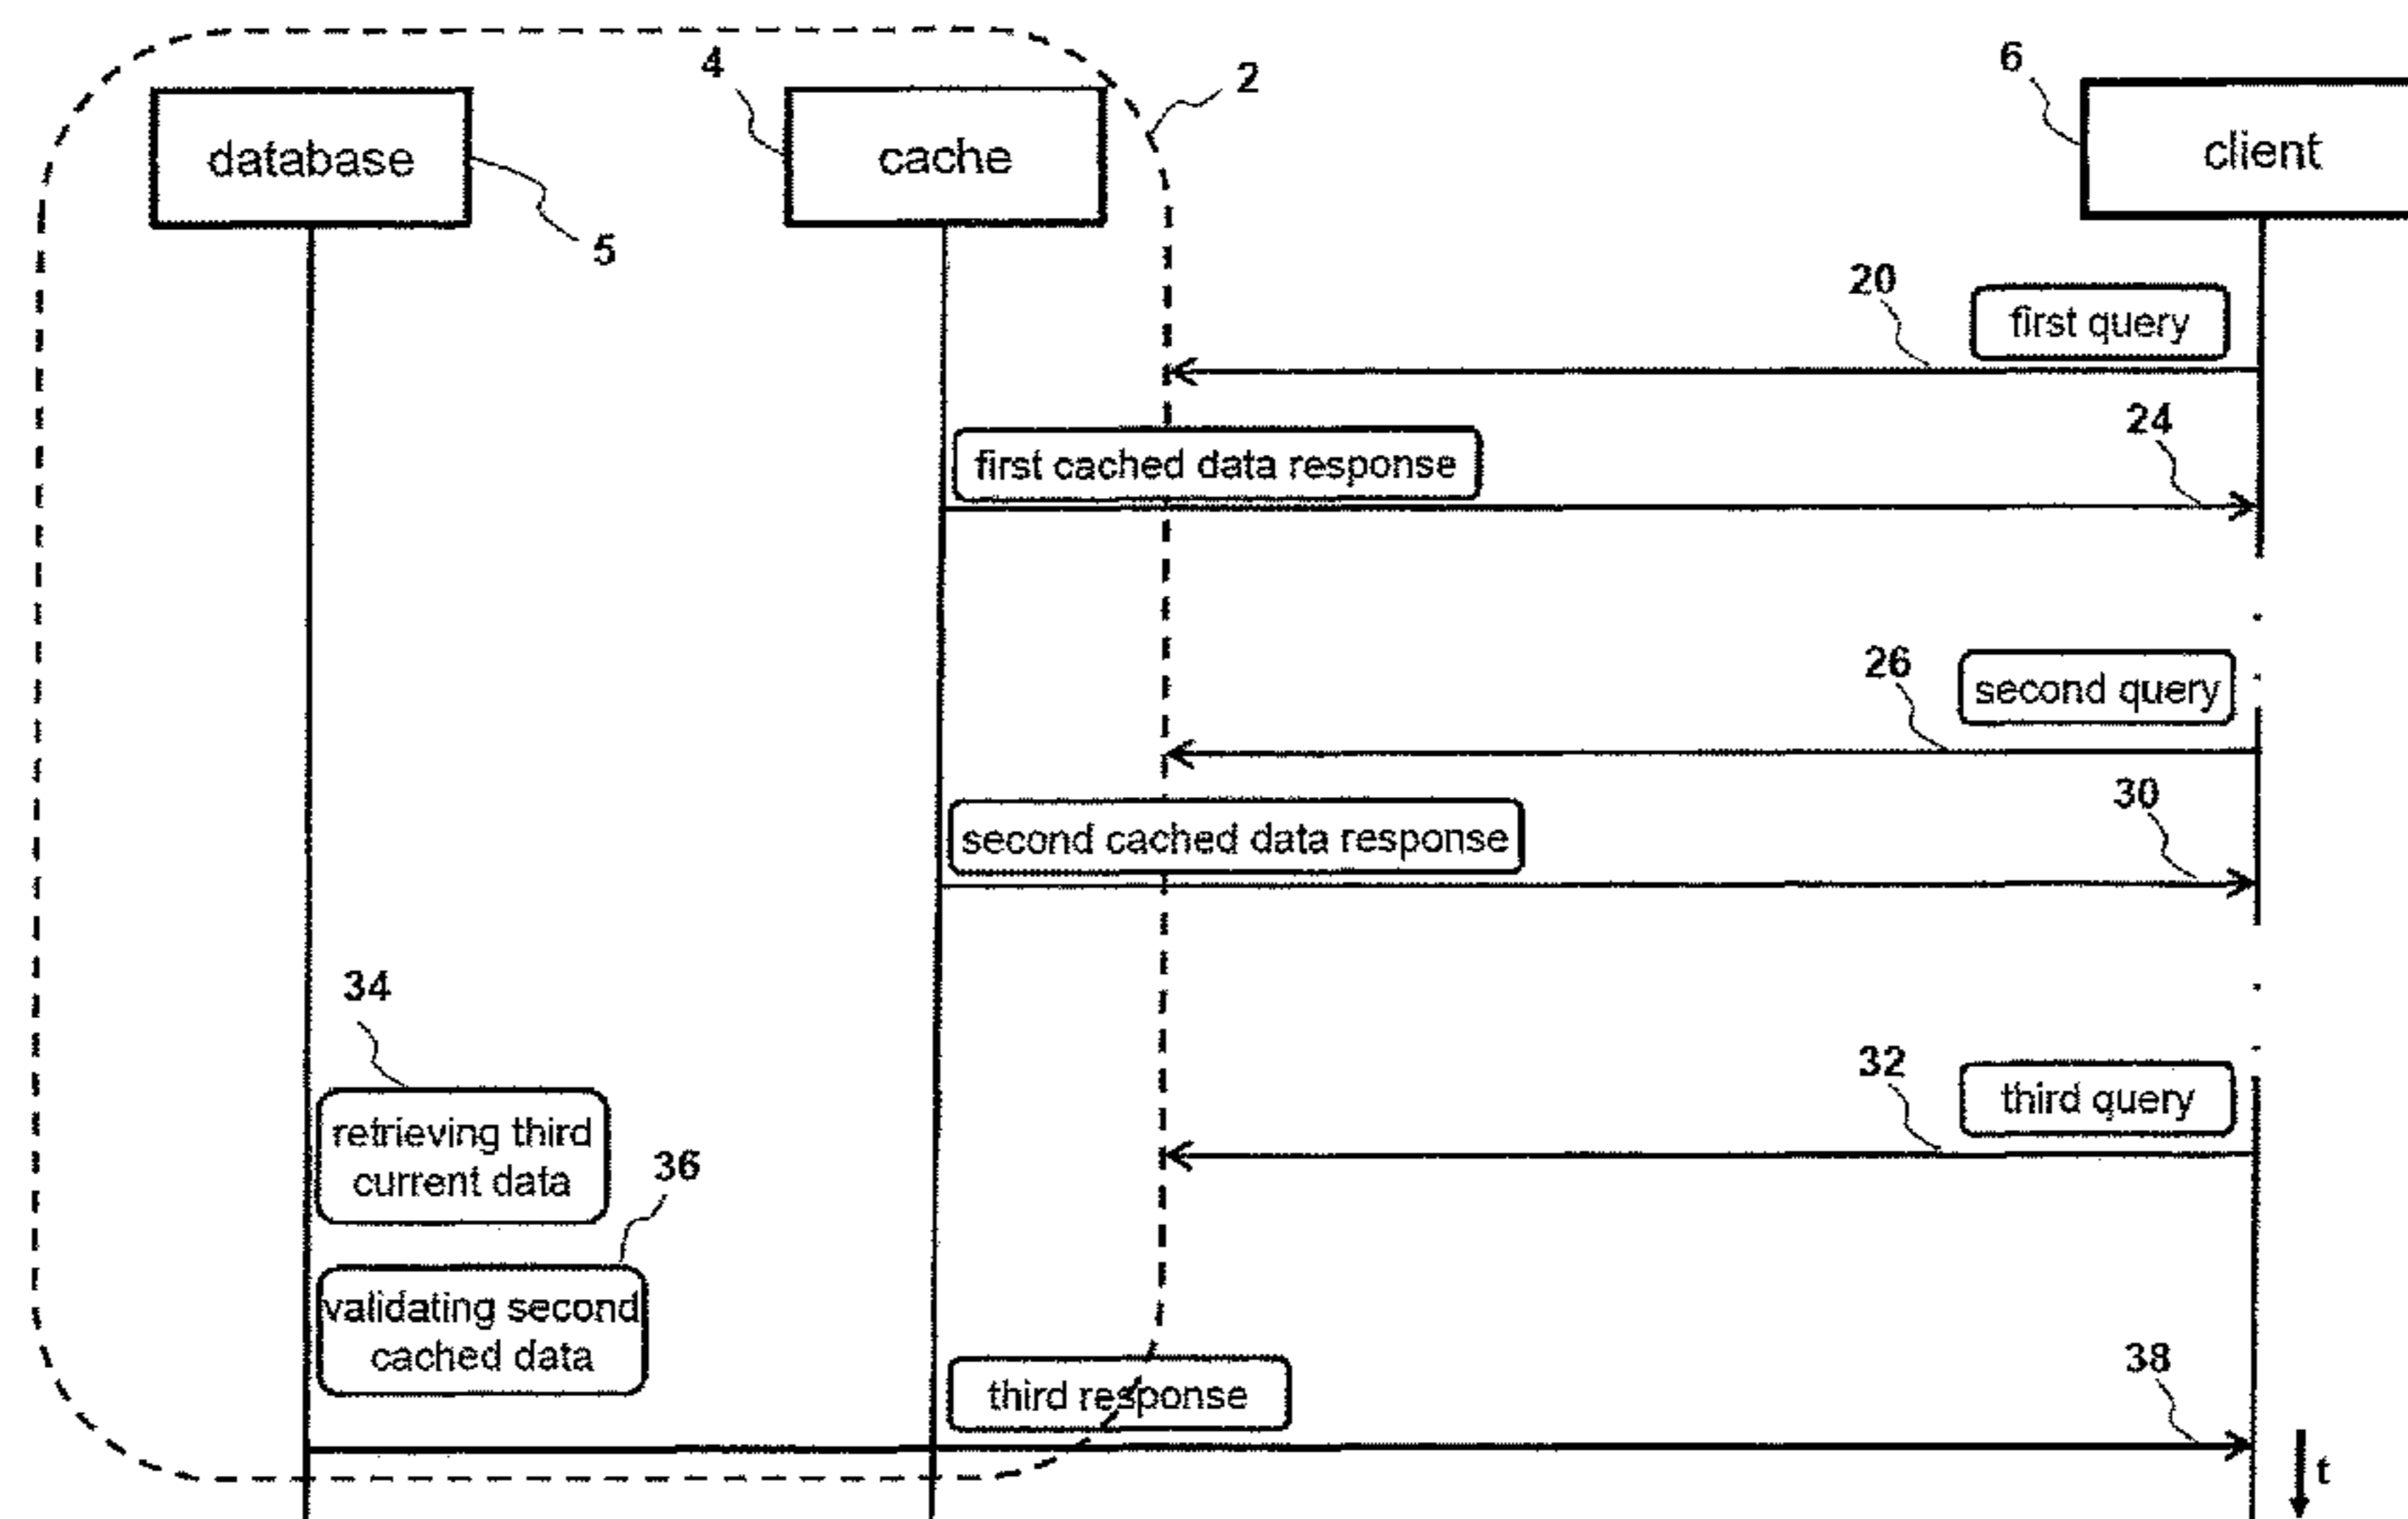 4
2
6
database
cache
client
5
20
first query
24
first cached data response
26
second query
30
second cached data response
34
32
third query
retrieving third
current data
36
validating second
cached data
38
third response
t